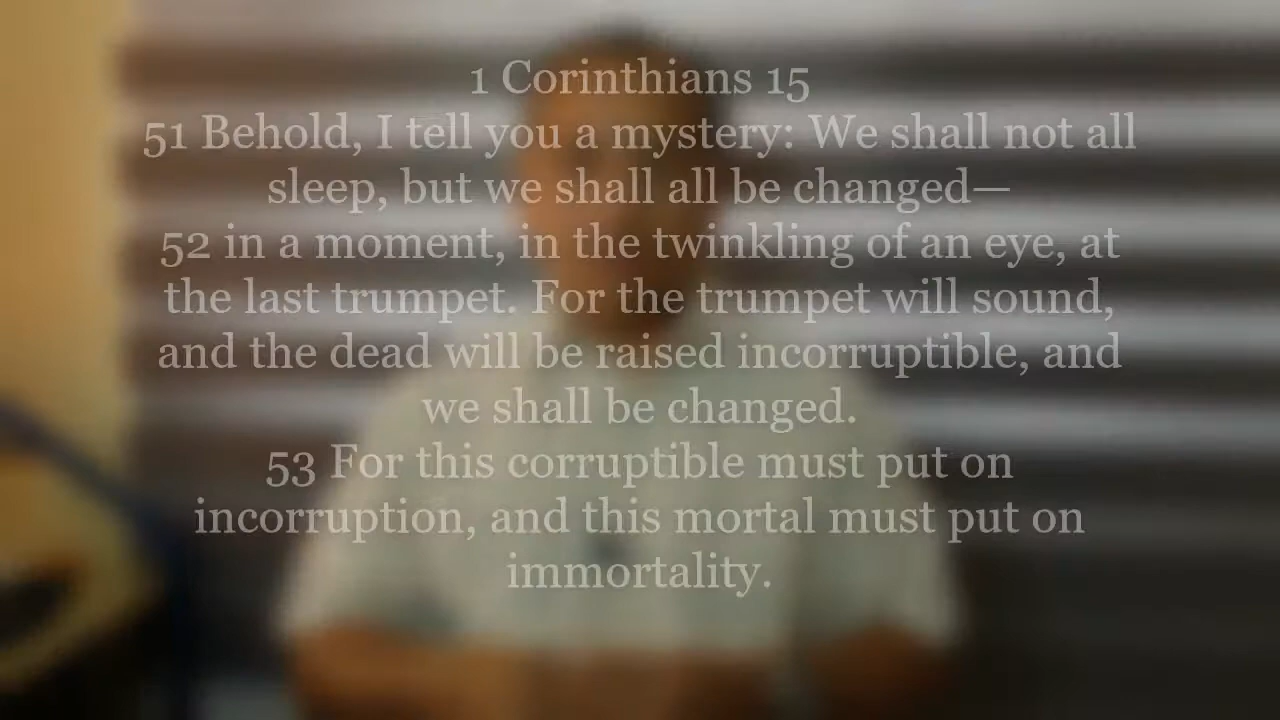 1 Corinthians 15
51 Behold, I tell you a mystery: We shall not all
sleep, but we shall all be changed—
52 in a moment, in the twinkling of an eye, at
the last trumpet. For the trumpet will sound,
and the dead will be raised incorruptible, and
we shall be changed.
53 For this corruptible must put on
incorruption, and this mortal must put on
immortality.